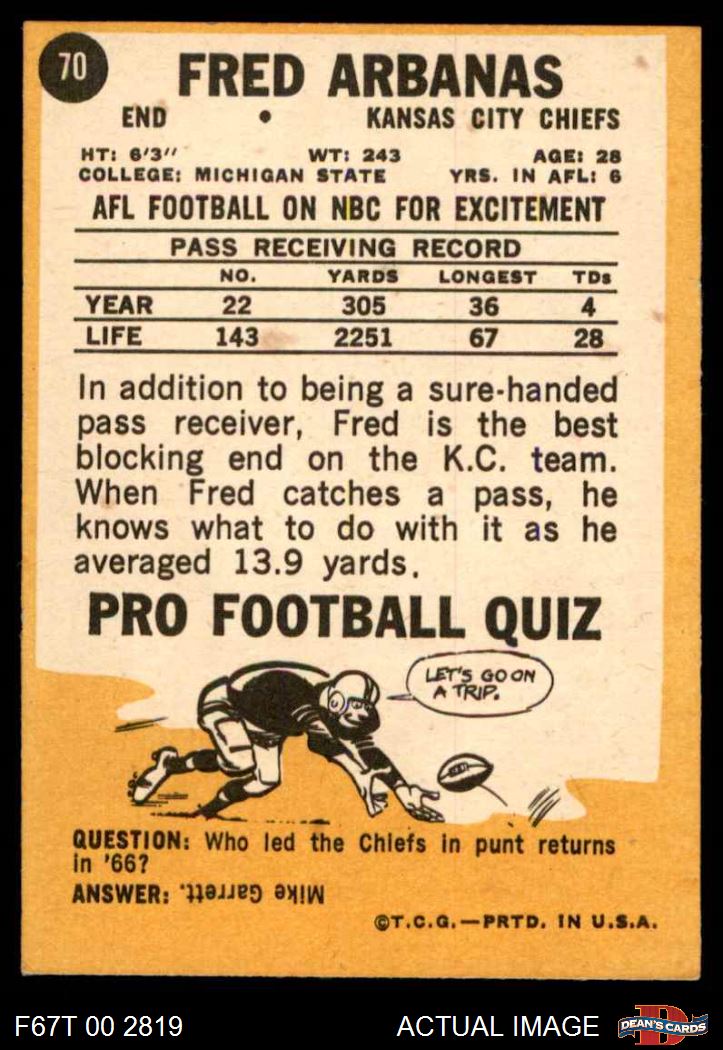 70
FRED ARBANAS
END • KANSAS CITY CHIEFS
HT: 6'3" WT: 243 AGE: 28
COLLEGE: MICHIGAN STATE YRS. IN AFL: 6
AFL FOOTBALL ON NBC FOR EXCITEMENT
PASS RECEIVING RECORD
NO. YARDS LONGEST TDs
YEAR 22 305 36 4
LIFE 143 2251 67 28
In addition to being a sure-handed
pass receiver, Fred is the best
blocking end on the K.C. team.
When Fred catches a pass, he
knows what to do with it as he
averaged 13.9 yards.
PRO FOOTBALL QUIZ
LET'S GO ON
A TRIP.
QUESTION: Who led the Chiefs in punt returns
in '66?
ANSWER: Mike Garrett.
©T.C.G.—PRTD. IN U.S.A.
F67T 00 2819 ACTUAL IMAGE D DEAN'S CARDS